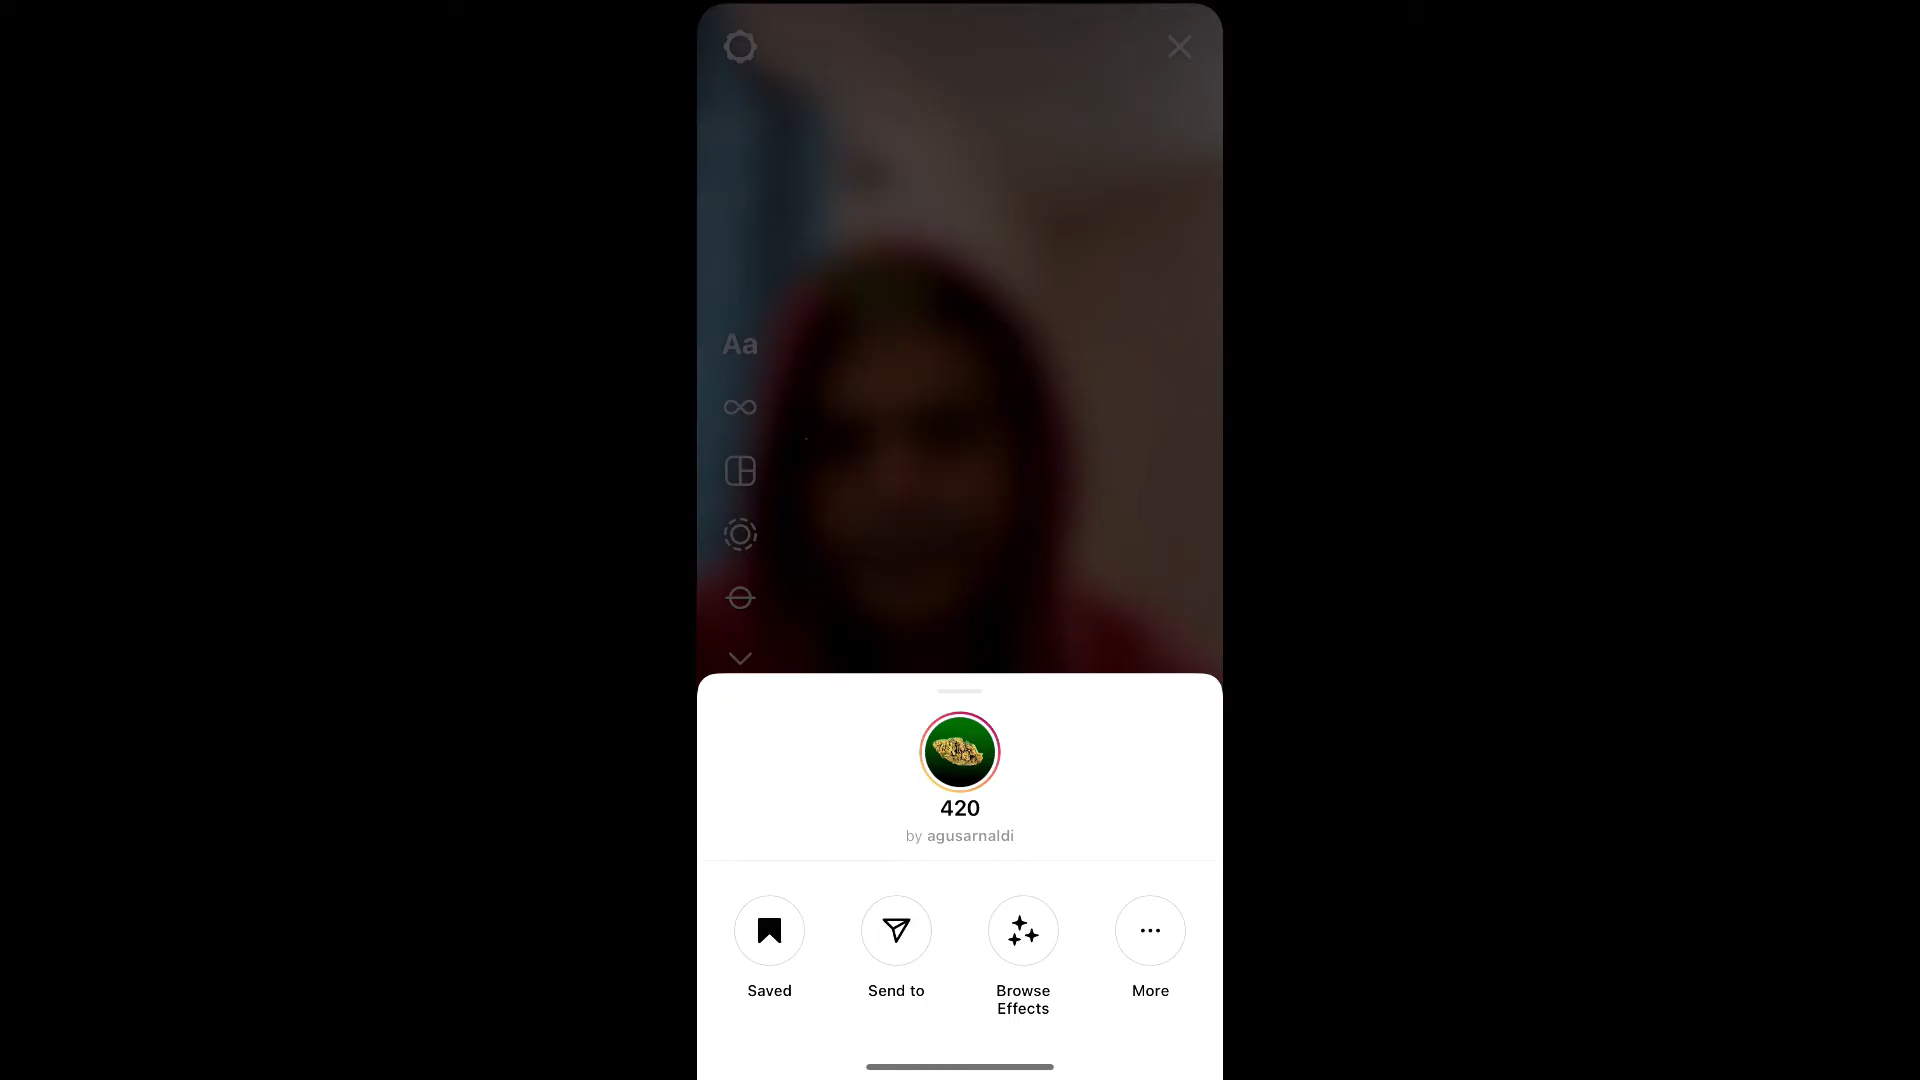 Aa
420
by agusarnaldi
Saved
Send to
Browse
Effects
More